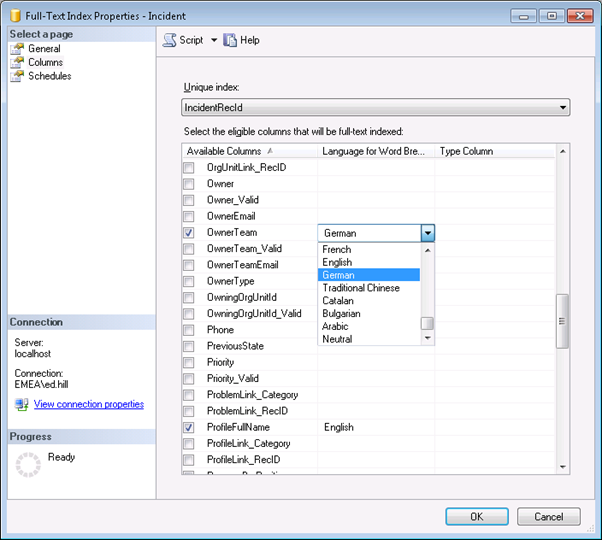 Full-Text Index Properties - Incident
Select a page
General
Columns
Schedules
Script
Help
Unique index:
IncidentRecId
Select the eligible columns that will be full-text indexed:
Available Columns Language for Word Bre... Type Column
OrgUnitLink_RecID
Owner
Owner_Valid
OwnerEmail
OwnerTeam German
OwnerTeam_Valid
OwnerTeamEmail
OwnerType
OwningOrgUnitId
OwningOrgUnitId_Valid
Phone
PreviousState
Priority
Priority_Valid
ProblemLink_Category
ProblemLink_RecID
ProfileFullName English
ProfileLink_Category
ProfileLink_RecID
French
English
German
Traditional Chinese
Catalan
Bulgarian
Arabic
Neutral
Connection
Server:
localhost
Connection:
EMEA\ed.hill
View connection properties
Progress
Ready
OK
Cancel